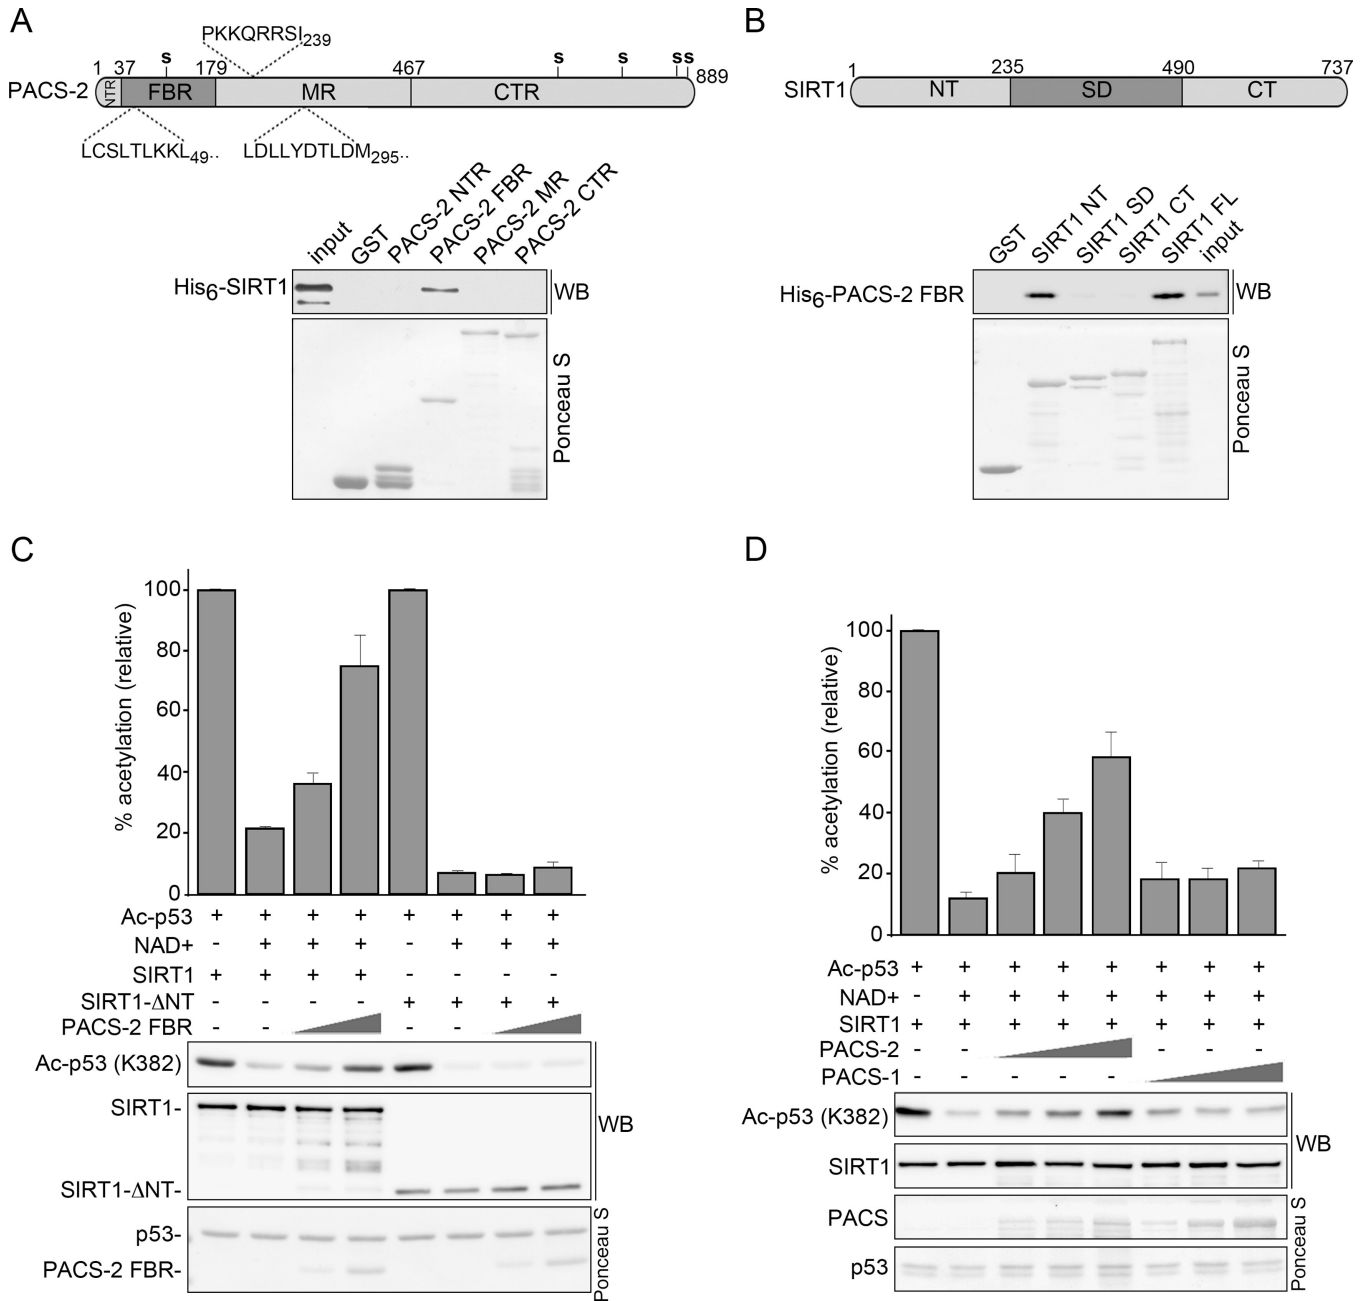 A
PKKQRRSI239
1 37 s 179 467 s s ss 889
PACS-2 NTR FBR MR CTR
LCSLTLKKL49.. LDLLYDTLDM295..
input GST PACS-2 NTR PACS-2 FBR PACS-2 MR PACS-2 CTR
His6-SIRT1 WB
Ponceau S
B
1 235 490 737
SIRT1 NT SD CT
GST SIRT1 NT SIRT1 SD SIRT1 CT SIRT1 FL input
His6-PACS-2 FBR WB
Ponceau S
C
% acetylation (relative)
100
80
60
40
20
0
Ac-p53 + + + + + + + +
NAD+ - + + + - + + +
SIRT1 + + + + - - - -
SIRT1-ΔNT - - - - + + + +
PACS-2 FBR - - - -
Ac-p53 (K382)
SIRT1-
WB
SIRT1-ΔNT-
p53-
PACS-2 FBR-
Ponceau S
D
% acetylation (relative)
100
80
60
40
20
0
Ac-p53 + + + + + + + +
NAD+ - + + + + + + +
SIRT1 + + + + + + + +
PACS-2 - - - - -
PACS-1 - - - - -
Ac-p53 (K382)
WB
SIRT1
PACS
p53
Ponceau S